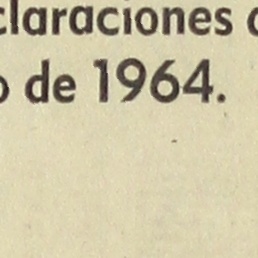 claraciones
de 1964.